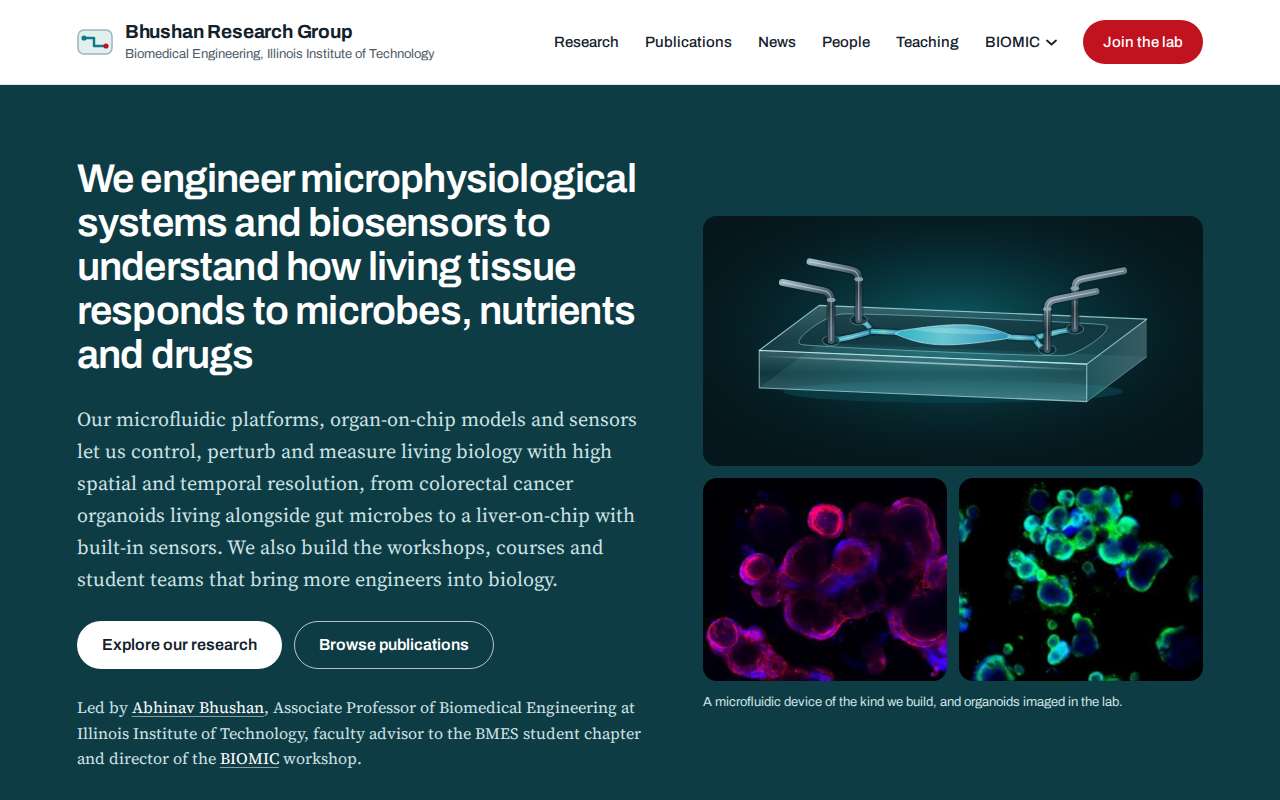 Bhushan Research Group
Biomedical Engineering, Illinois Institute of Technology
Research Publications News People Teaching BIOMIC Join the lab
We engineer microphysiological
systems and biosensors to
understand how living tissue
responds to microbes, nutrients
and drugs
Our microfluidic platforms, organ-on-chip models and sensors
let us control, perturb and measure living biology with high
spatial and temporal resolution, from colorectal cancer
organoids living alongside gut microbes to a liver-on-chip with
built-in sensors. We also build the workshops, courses and
student teams that bring more engineers into biology.
Explore our research Browse publications
Led by Abhinav Bhushan, Associate Professor of Biomedical Engineering at
Illinois Institute of Technology, faculty advisor to the BMES student chapter
and director of the BIOMIC workshop.
A microfluidic device of the kind we build, and organoids imaged in the lab.